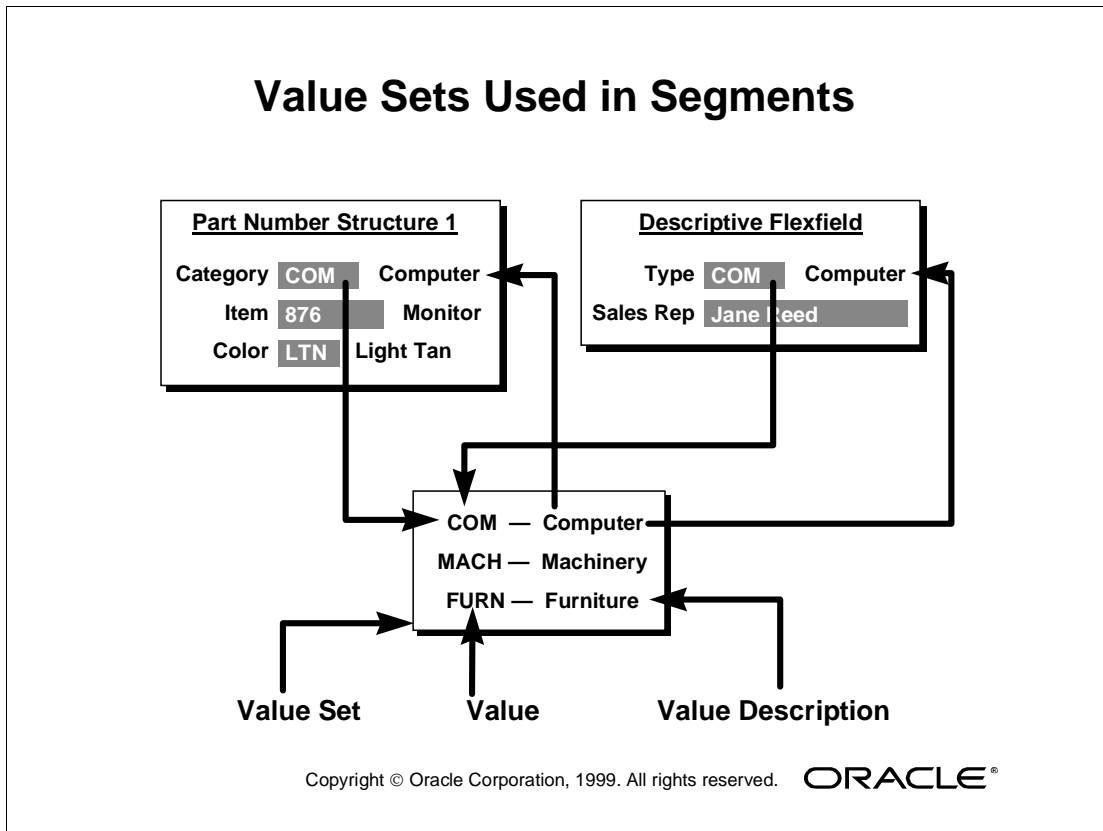 Value Sets Used in Segments
Part Number Structure 1
Category COM Computer
Item 876 Monitor
Color LTN Light Tan
Descriptive Flexfield
Type COM Computer
Sales Rep Jane Reed
COM — Computer
MACH — Machinery
FURN — Furniture
Value Set
Value
Value Description
Copyright © Oracle Corporation, 1999. All rights reserved.
ORACLE®